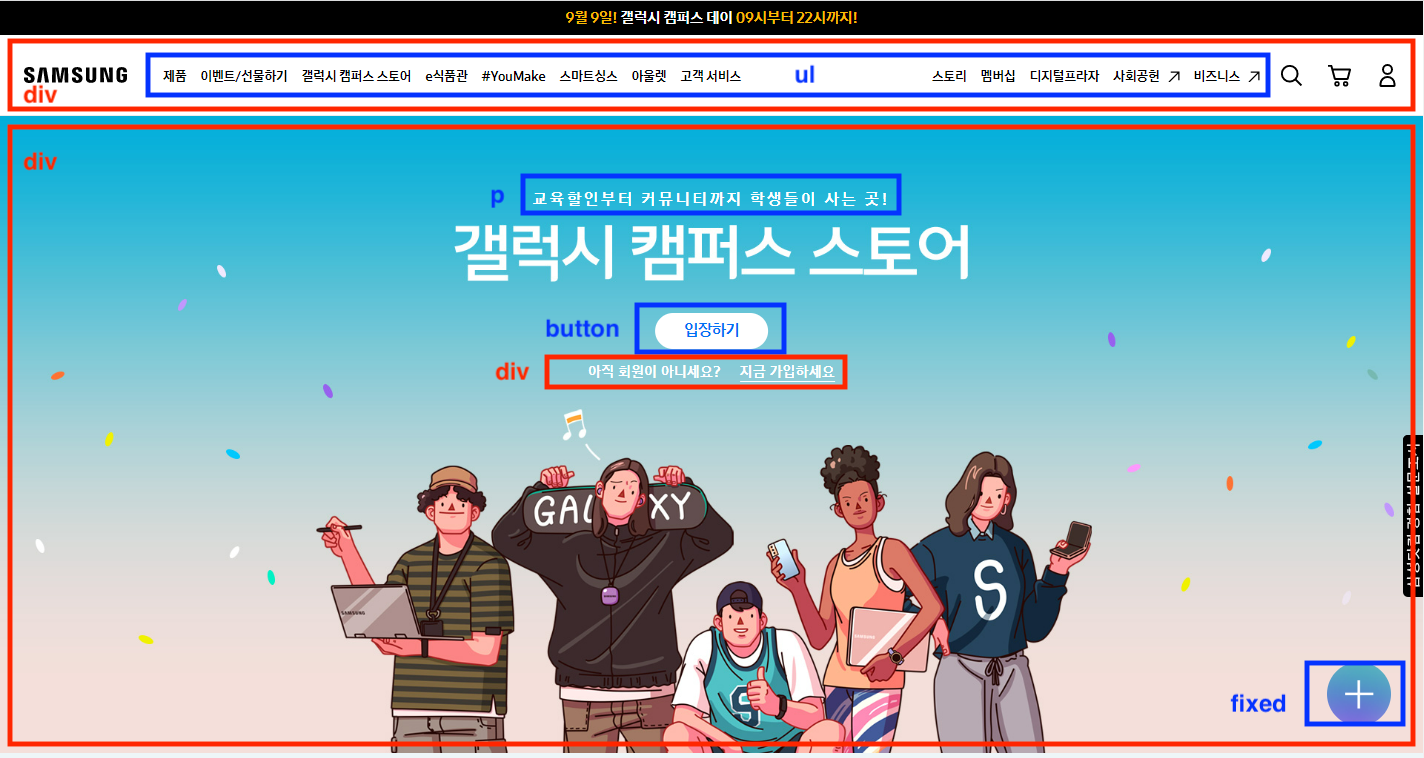 9월 9일! 갤럭시 캠퍼스 데이 09시부터 22시까지!
SAMSUNG 제품 이벤트/선물하기 갤럭시 캠퍼스 스토어 e식품관 #YouMake 스마트싱스 아울렛 고객 서비스 ul 스토리 멤버십 디지털프라자 사회공헌 비즈니스
div
div
p 교육할인부터 커뮤니티까지 학생들이 사는 곳!
갤럭시 캠퍼스 스토어
button 입장하기
div 아직 회원이 아니세요? 지금 가입하세요
GAL XY
S
SAMSUNG
S
fixed